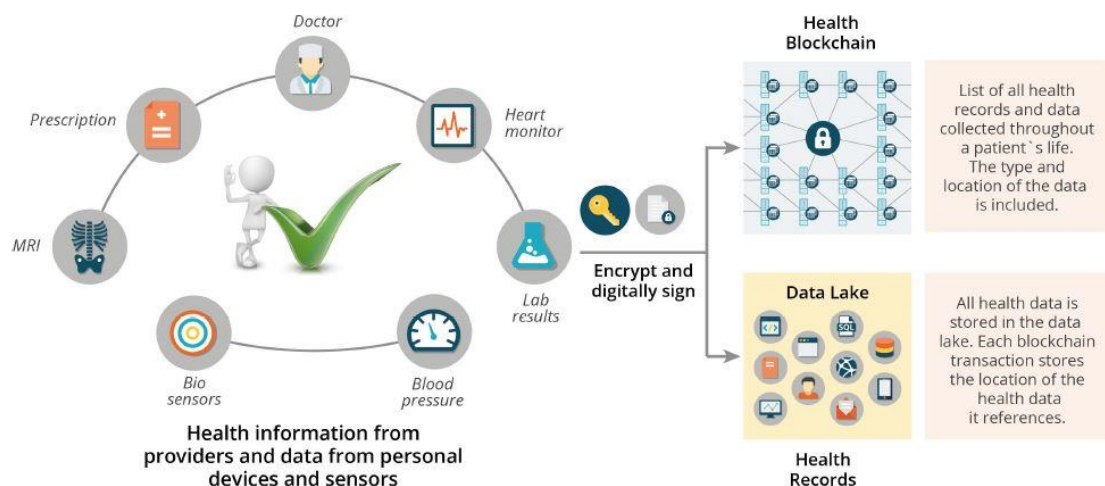 Doctor
Prescription
Heart
monitor
MRI
Lab
results
Bio
sensors
Blood
pressure
Health information from
providers and data from personal
devices and sensors
Encrypt and
digitally sign
Health
Blockchain
List of all health
records and data
collected throughout
a patient`s life.
The type and
location of the data
is included.
Data Lake
SQL
Health
Records
All health data is
stored in the data
lake. Each blockchain
transaction stores
the location of the
health data
it references.